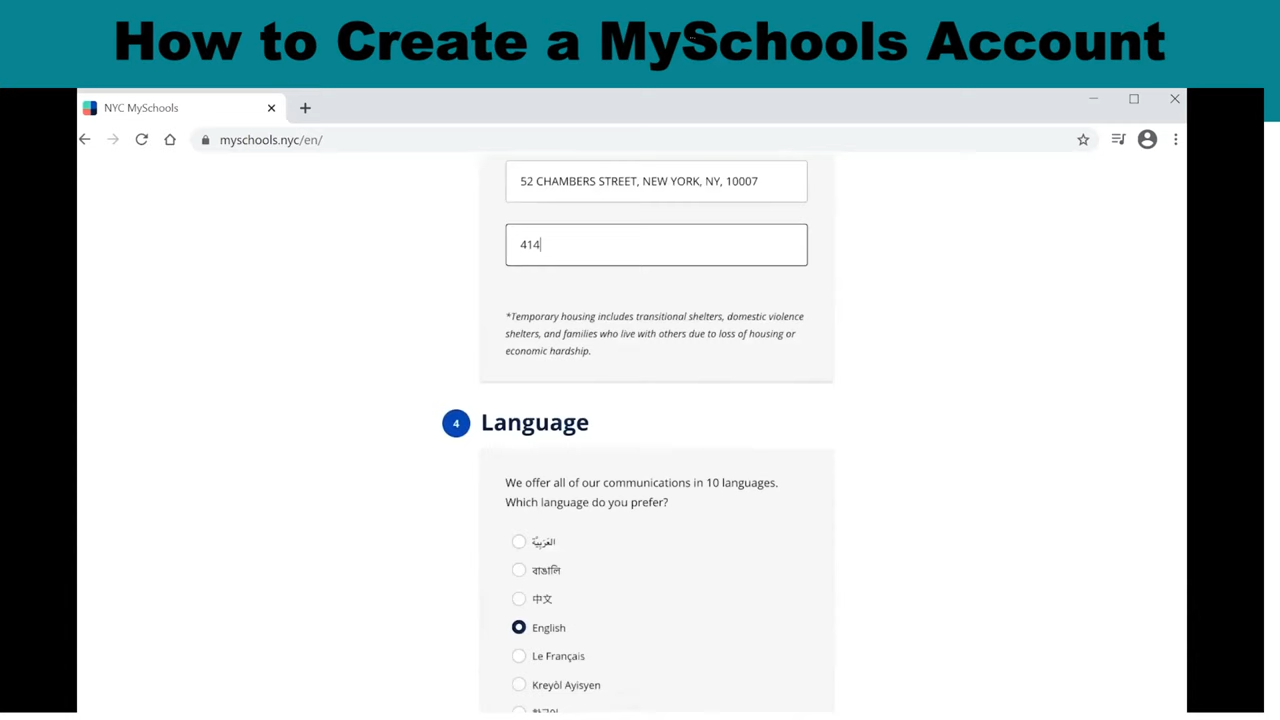 How to Create a MySchools Account
NYC MySchools
myschools.nyc/en/
52 CHAMBERS STREET, NEW YORK, NY, 10007
414
*Temporary housing includes transitional shelters, domestic violence
shelters, and families who live with others due to loss of housing or
economic hardship.
4 Language
We offer all of our communications in 10 languages.
Which language do you prefer?
العَرَبِيَّة
বাঙালি
中文
English
Le Français
Kreyòl Ayisyen